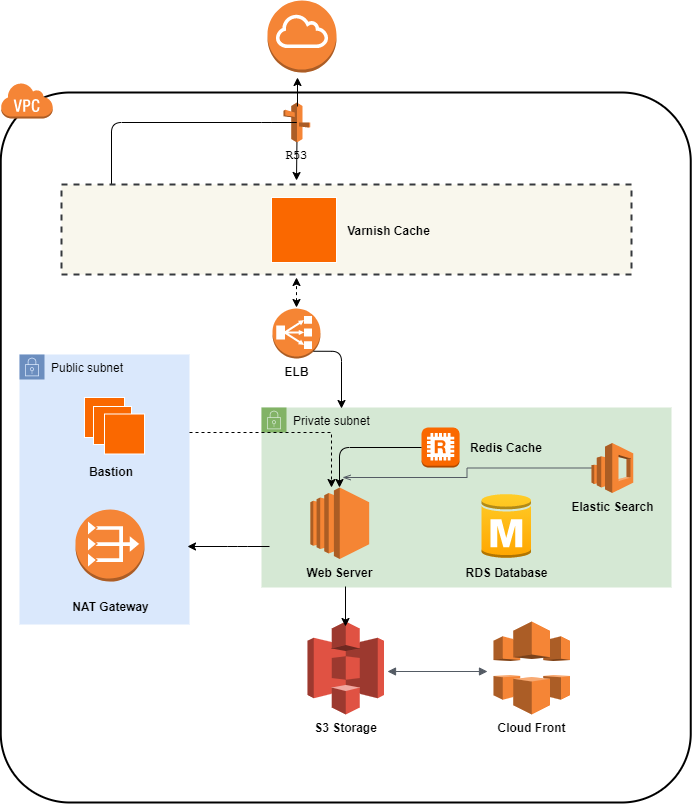 VPC
R53
Varnish Cache
ELB
Public subnet
Bastion
NAT Gateway
Private subnet
R
Redis Cache
Elastic Search
Web Server
M
RDS Database
S3 Storage
Cloud Front